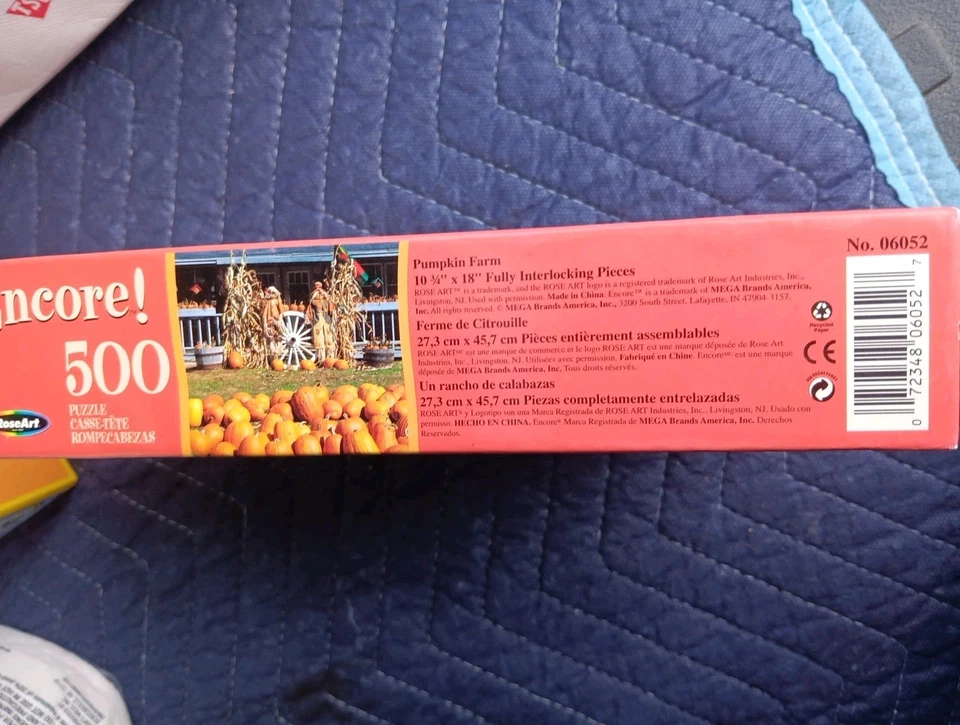 Encore!
500
PUZZLE
CASSE-TÊTE
ROMPECABEZAS
RoseArt
Pumpkin Farm
10 ¾" x 18" Fully Interlocking Pieces
ROSE ART™ is a trademark, and the ROSE ART logo is a registered trademark of Rose Art Industries, Inc.,
Livingston, NJ. Used with permission. Made in China. Encore™ is a trademark of MEGA Brands America,
Inc. All rights reserved. © MEGA Brands America, Inc., 3200 South Street, Lafayette, IN 47904 3157.
Ferme de Citrouille
27,3 cm x 45,7 cm Pièces entièrement assemblables
ROSE ART™ est une marque de commerce et le logo ROSE ART est une marque déposée de Rose Art
Industries, Inc., Livingston, NJ. Utilisées avec permission. Fabriqué en Chine Encore™ est une marque
déposée de MEGA Brands America, Inc. Tous droits réservés.
Un rancho de calabazas
27,3 cm x 45,7 cm Piezas completamente entrelazadas
ROSE ART® y Logotipo son una Marca Registrada de ROSE ART Industries, Inc., Livingston, NJ. Usado con
permiso. HECHO EN CHINA. Encore® Marca Registrada de MEGA Brands America, Inc. Derechos
Reservados.
Recycled
Paper
CE
No. 06052
0 72348 06052 7